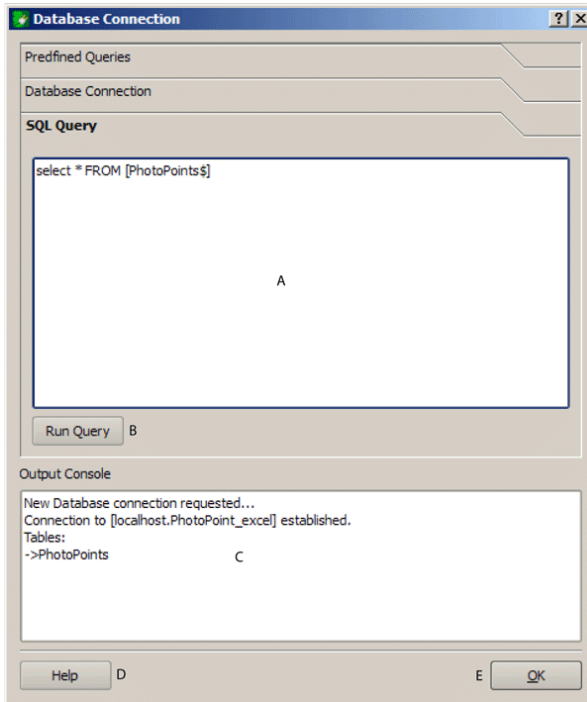 Database Connection
Predfined Queries
Database Connection
SQL Query
select * FROM [PhotoPoints$]
A
Run Query B
Output Console
New Database connection requested...
Connection to [localhost.PhotoPoint_excel] established.
Tables:
->PhotoPoints
C
Help D E OK